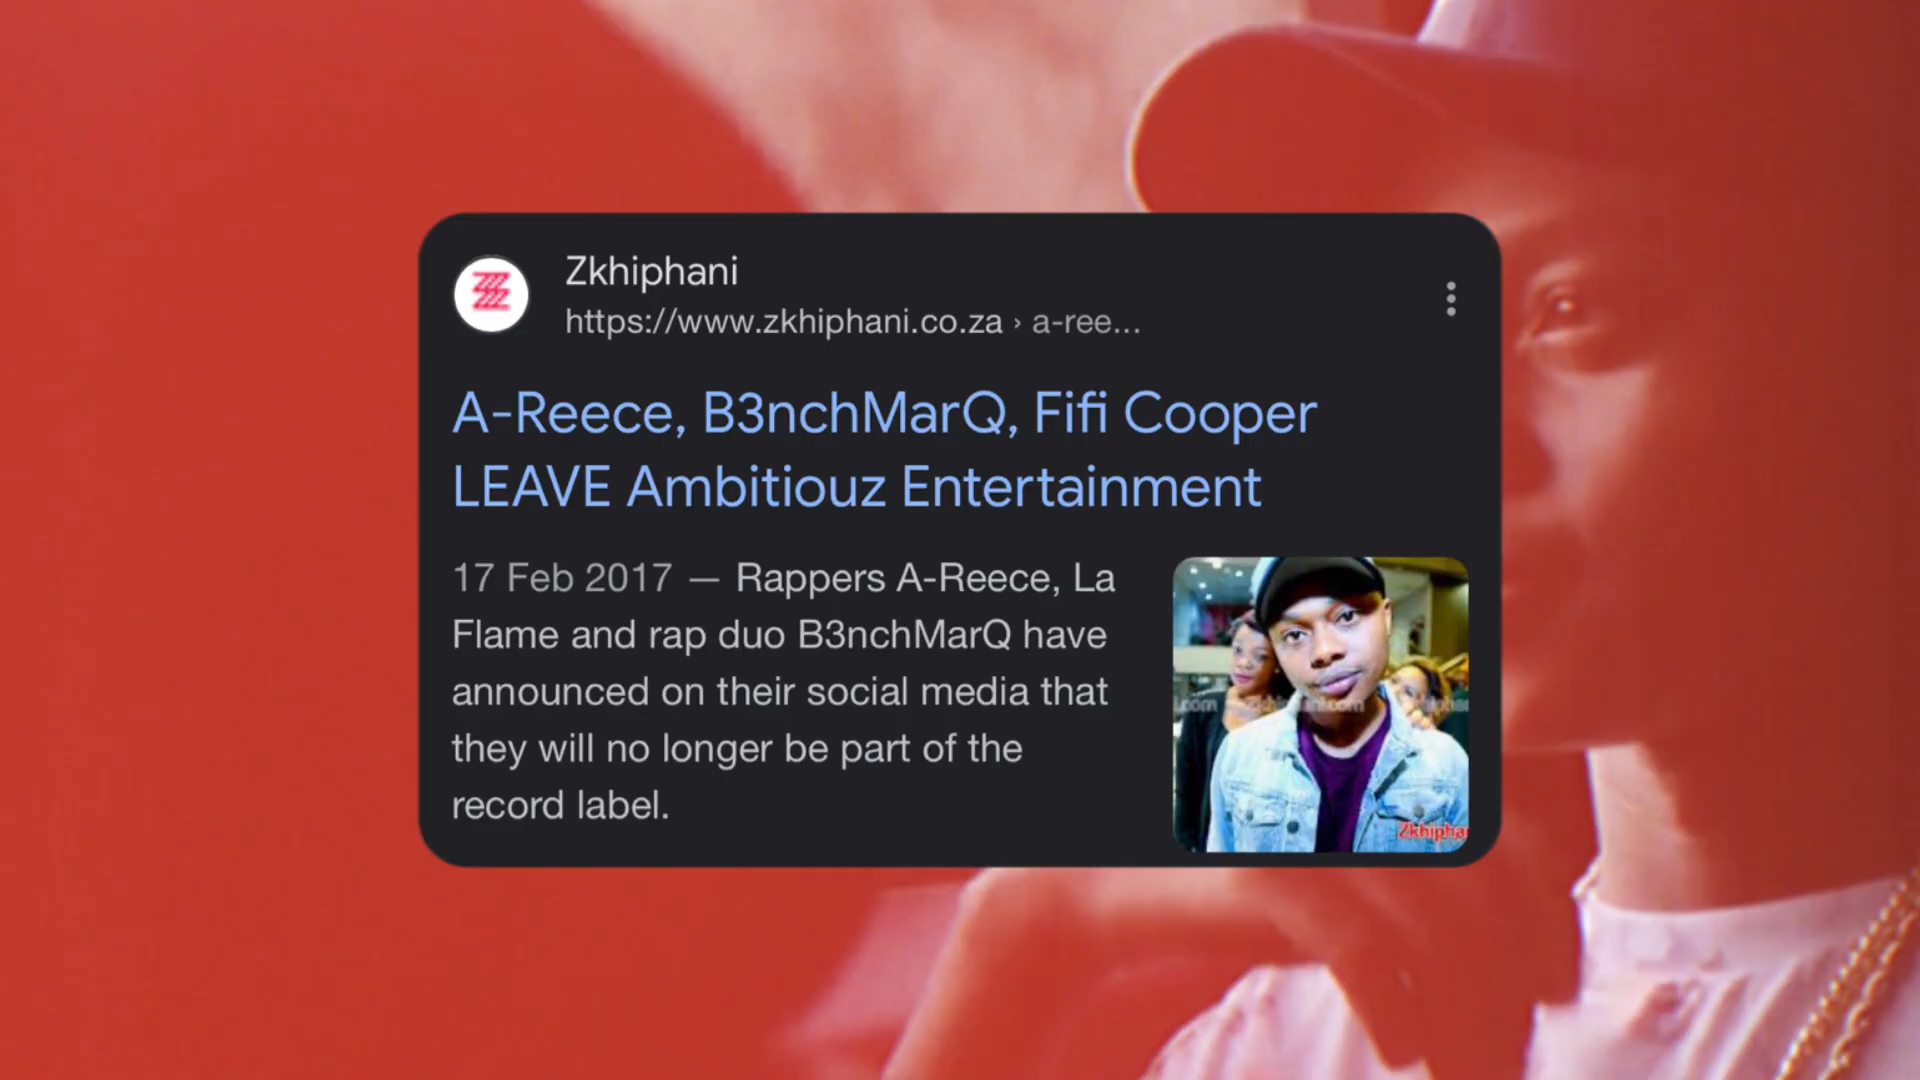 Zkhiphani
https://www.zkhiphani.co.za › a-ree...
A-Reece, B3nchMarQ, Fifi Cooper
LEAVE Ambitiouz Entertainment
17 Feb 2017 — Rappers A-Reece, La
Flame and rap duo B3nchMarQ have
announced on their social media that
they will no longer be part of the
record label.